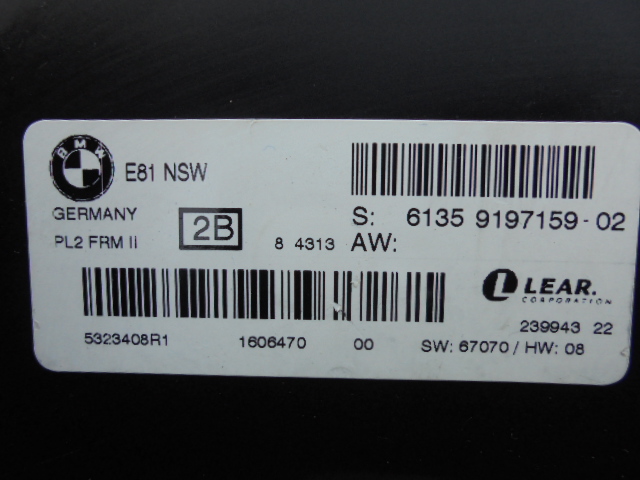 BMW
E81 NSW
GERMANY
2B
PL2 FRM II
8 4313
S: 6135 9197159-02
AW:
LEAR.
CORPORATION
239943 22
5323408R1 1606470 00 SW: 67070 / HW: 08